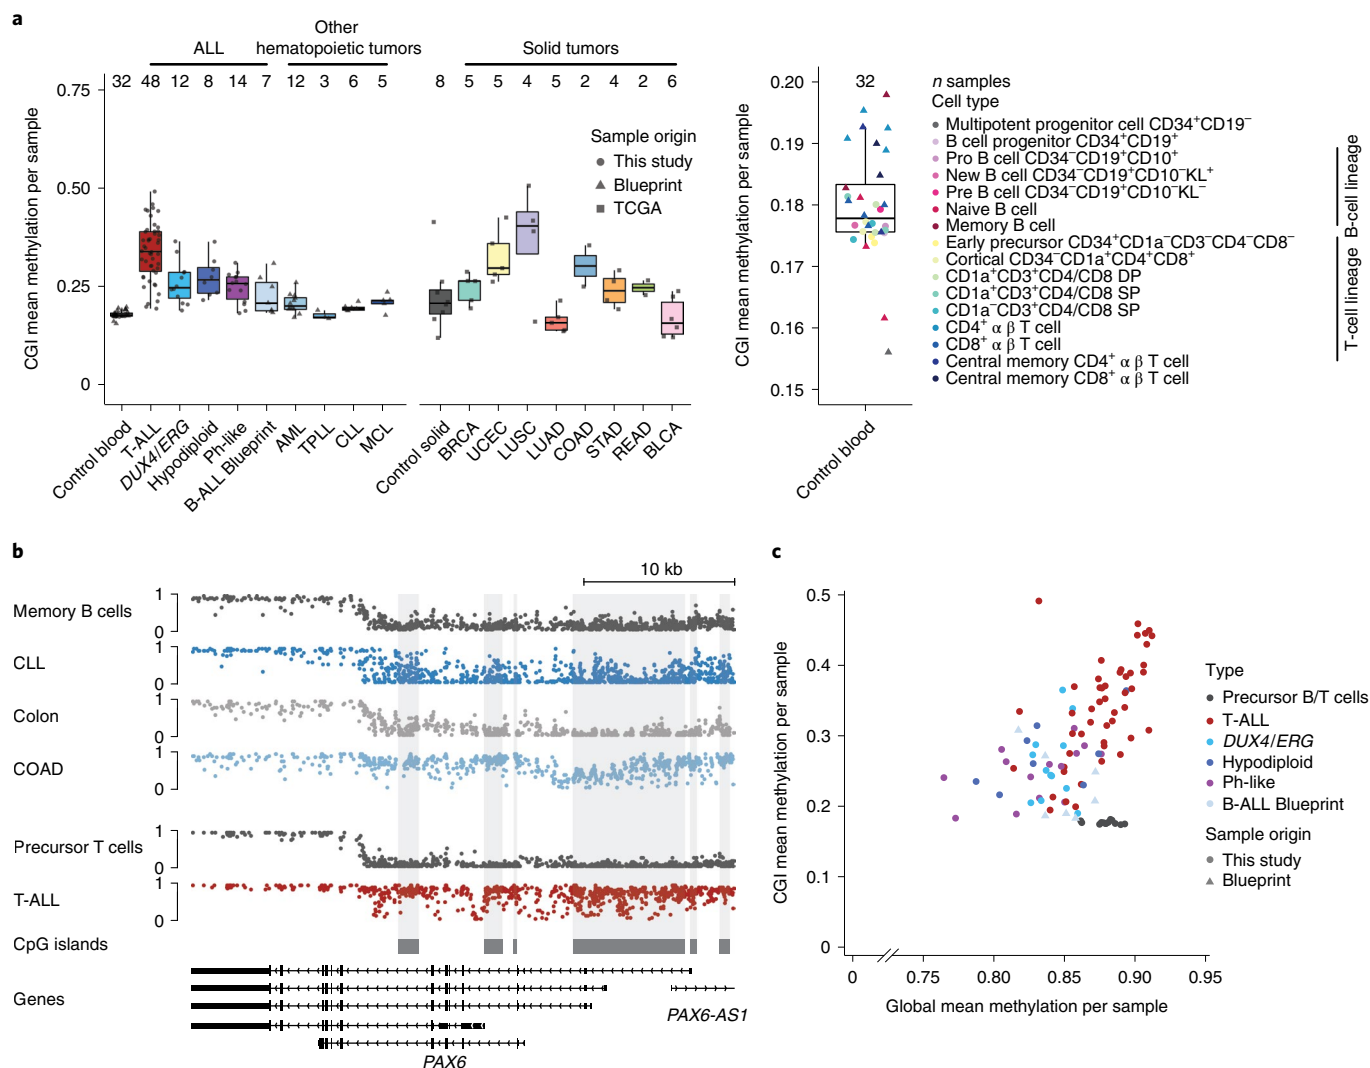 a
ALL
Other
hematopoietic tumors
Solid tumors
32 48 12 8 14 7 12 3 6 5 8 5 5 4 5 2 4 2 6
CGI mean methylation per sample
0.75
0.50
0.25
0
Sample origin
This study
Blueprint
TCGA
Control blood
T-ALL
DUX4/ERG
Hypodiploid
Ph-like
B-ALL Blueprint
AML
TPLL
CLL
MCL
Control solid
BRCA
UCEC
LUSC
LUAD
COAD
STAD
READ
BLCA
CGI mean methylation per sample
0.20
0.19
0.18
0.17
0.16
0.15
32
Control blood
n samples
Cell type
Multipotent progenitor cell CD34⁺CD19⁻
B cell progenitor CD34⁺CD19⁺
Pro B cell CD34⁻CD19⁺CD10⁺
New B cell CD34⁻CD19⁺CD10⁻KL⁺
Pre B cell CD34⁻CD19⁺CD10⁻KL⁻
Naive B cell
Memory B cell
Early precursor CD34⁺CD1a⁻CD3⁻CD4⁻CD8⁻
Cortical CD34⁻CD1a⁺CD4⁺CD8⁺
CD1a⁺CD3⁺CD4/CD8 DP
CD1a⁺CD3⁺CD4/CD8 SP
CD1a⁻CD3⁺CD4/CD8 SP
CD4⁺ α β T cell
CD8⁺ α β T cell
Central memory CD4⁺ α β T cell
Central memory CD8⁺ α β T cell
B-cell lineage
T-cell lineage
b
10 kb
Memory B cells
1
0
CLL
1
0
Colon
1
0
COAD
1
0
Precursor T cells
1
0
T-ALL
1
0
CpG islands
Genes
PAX6-AS1
PAX6
c
CGI mean methylation per sample
0.5
0.4
0.3
0.2
0.1
0
0 0.75 0.80 0.85 0.90 0.95
Global mean methylation per sample
Type
Precursor B/T cells
T-ALL
DUX4/ERG
Hypodiploid
Ph-like
B-ALL Blueprint
Sample origin
This study
Blueprint